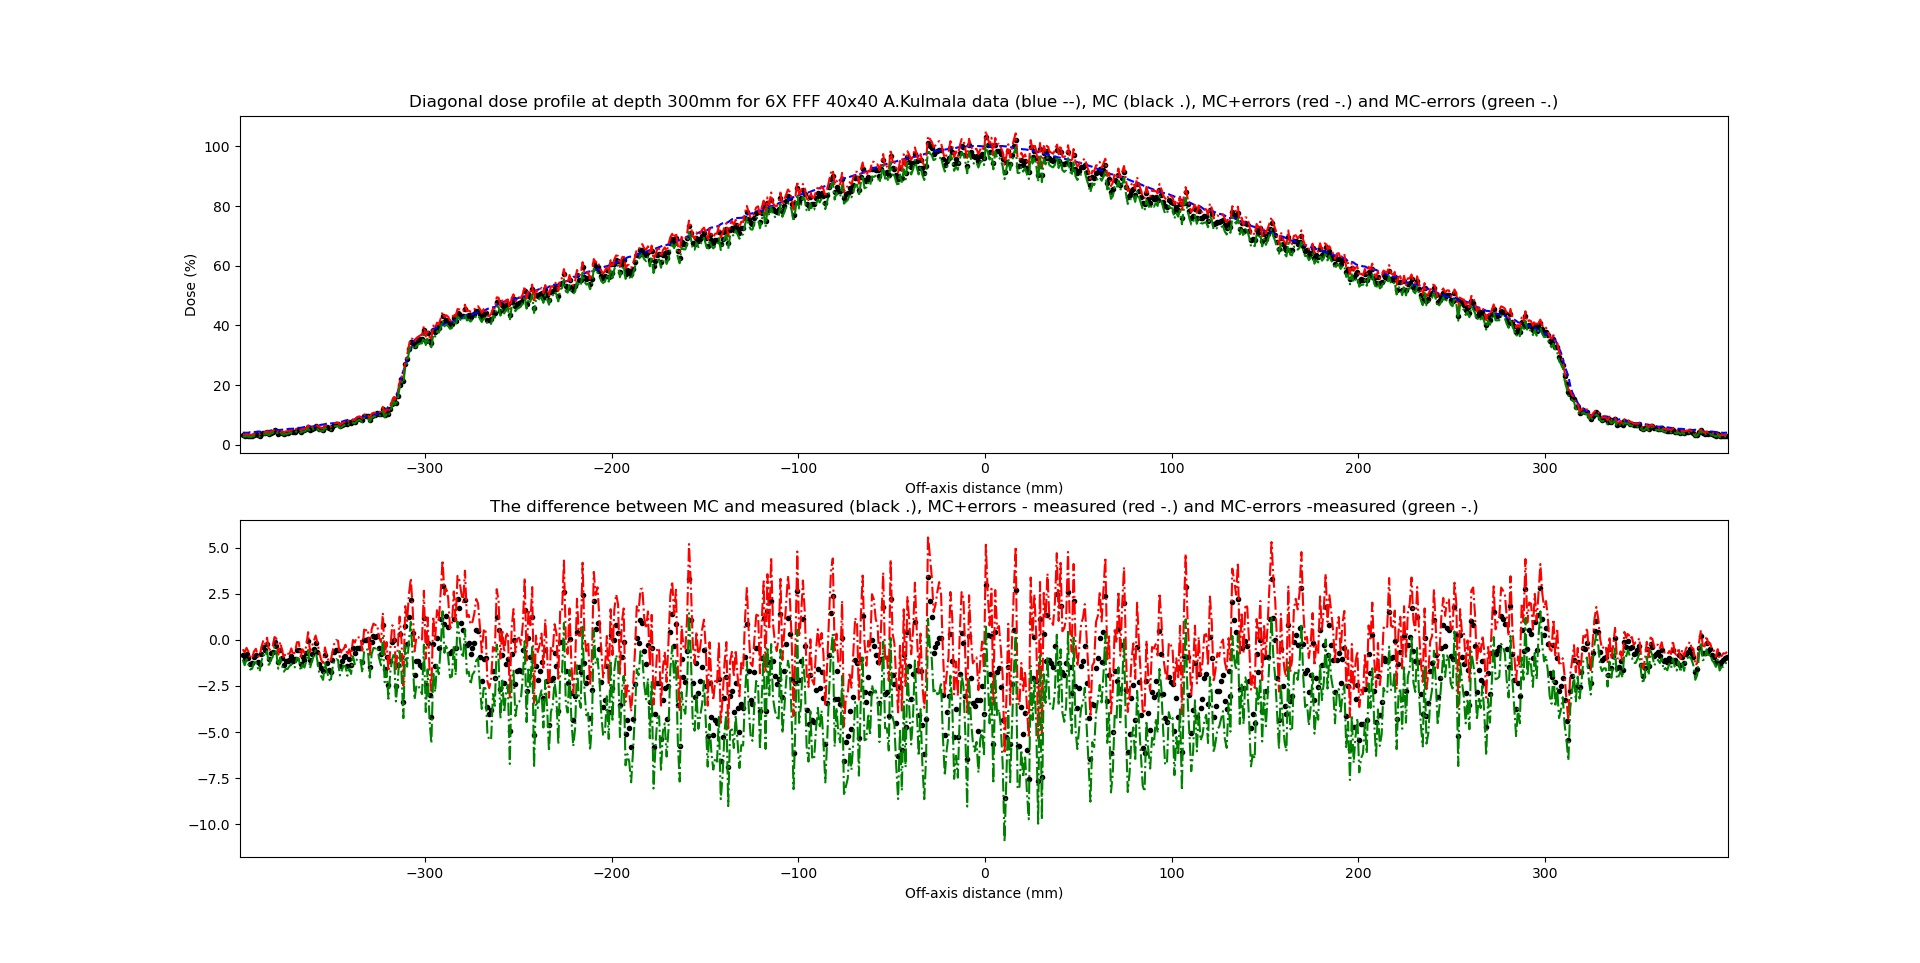 Diagonal dose profile at depth 300mm for 6X FFF 40x40 A.Kulmala data (blue --), MC (black .), MC+errors (red -.) and MC-errors (green -.)
100
80
60
40
20
0
Dose (%)
−300 −200 −100 0 100 200 300
Off-axis distance (mm)
The difference between MC and measured (black .), MC+errors - measured (red -.) and MC-errors -measured (green -.)
5.0
2.5
0.0
−2.5
−5.0
−7.5
−10.0
−300 −200 −100 0 100 200 300
Off-axis distance (mm)